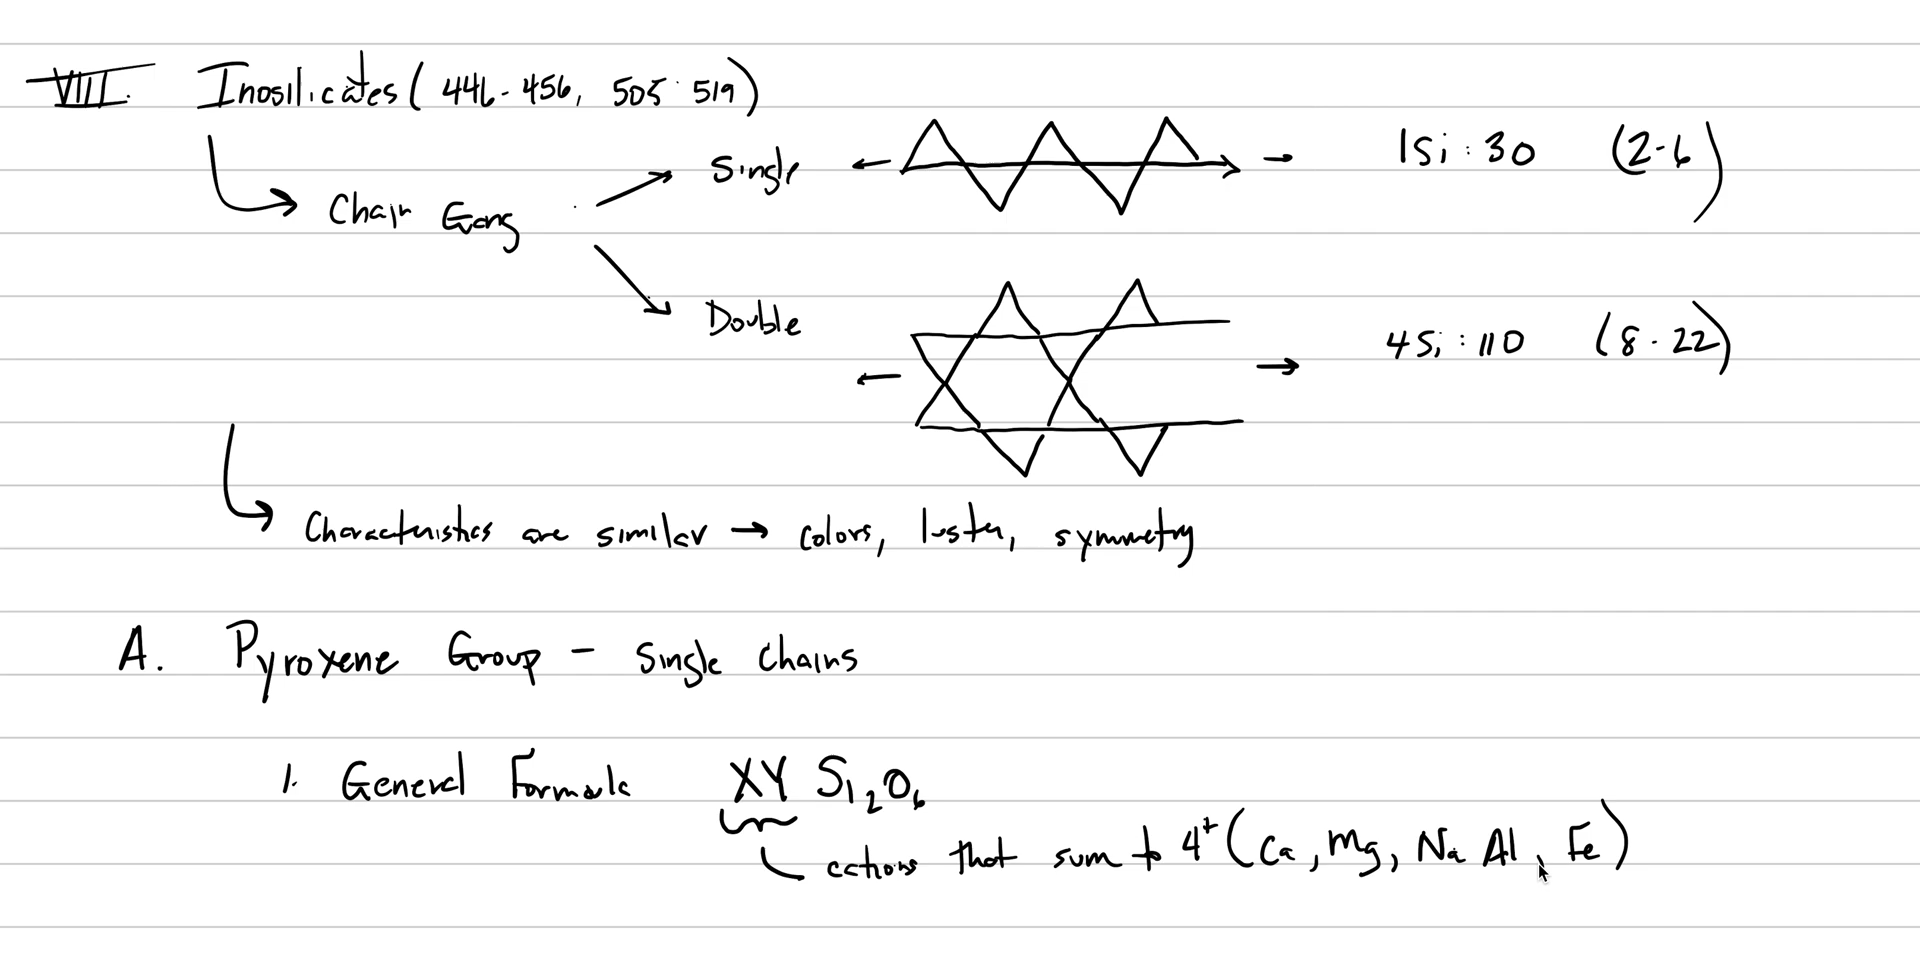 VIII. Inosilicates (446-456, 505-519)
Single 1Si : 3O (2-6)
Chain Gang
Double 4Si : 11O (8-22)
Characteristics are similar → colors, luster, symmetry
A. Pyroxene Group - Single Chains
1. General Formula XY Si₂O₆
cations that sum to 4⁺ (Ca, Mg, Na Al, Fe)